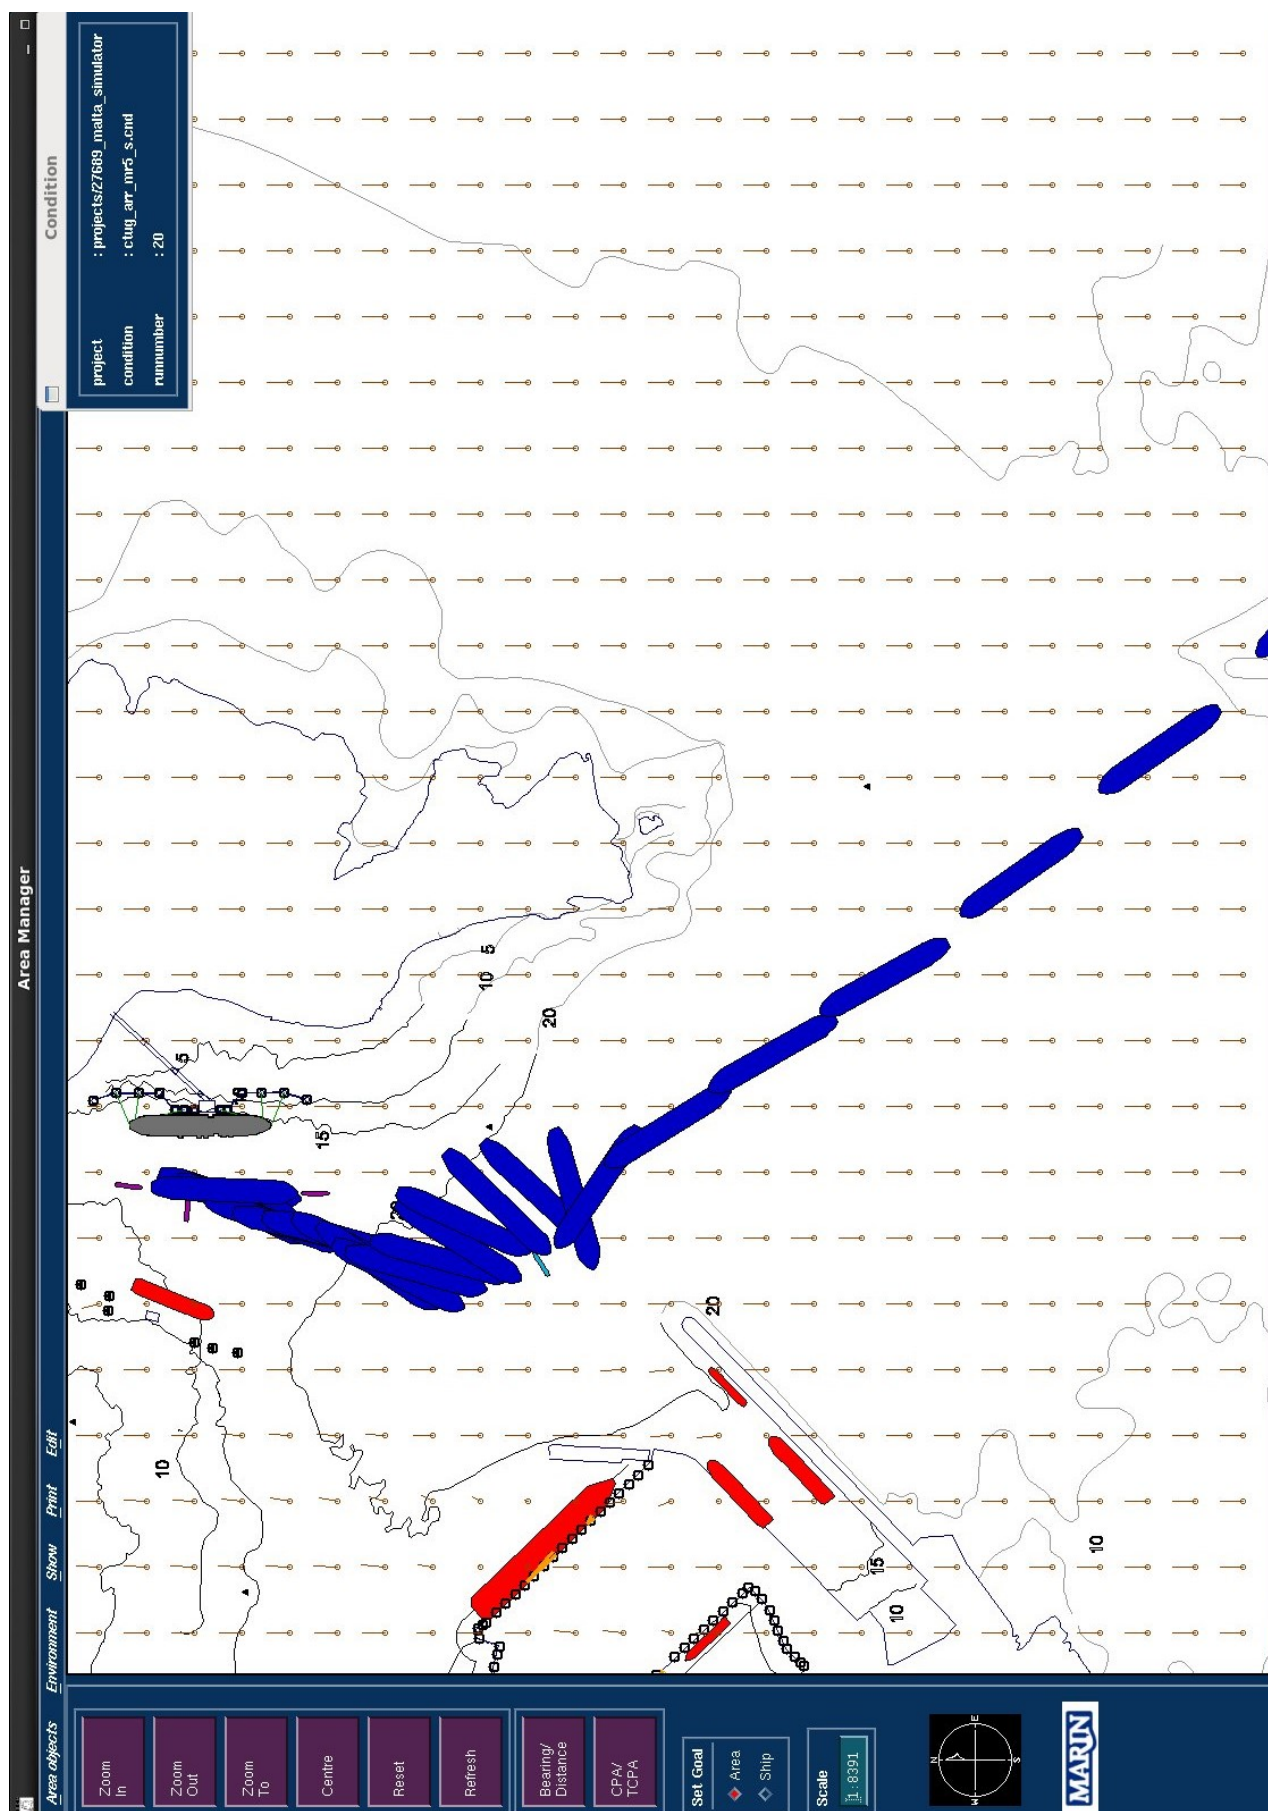 Area Manager
Area objects Environment Show Print Edit
Condition
project : projects/27689_malta_simulator
condition : ctug_arr_mr5_s.cnd
runnumber : 20
Zoom
In
Zoom
Out
Zoom
To
Centre
Reset
Refresh
Bearing/
Distance
CPA/
TCPA
Set Goal
Area
Ship
Scale
1:8391
N
W E
S
MARIN
5
15
10 5
20
10
20
15
10
10